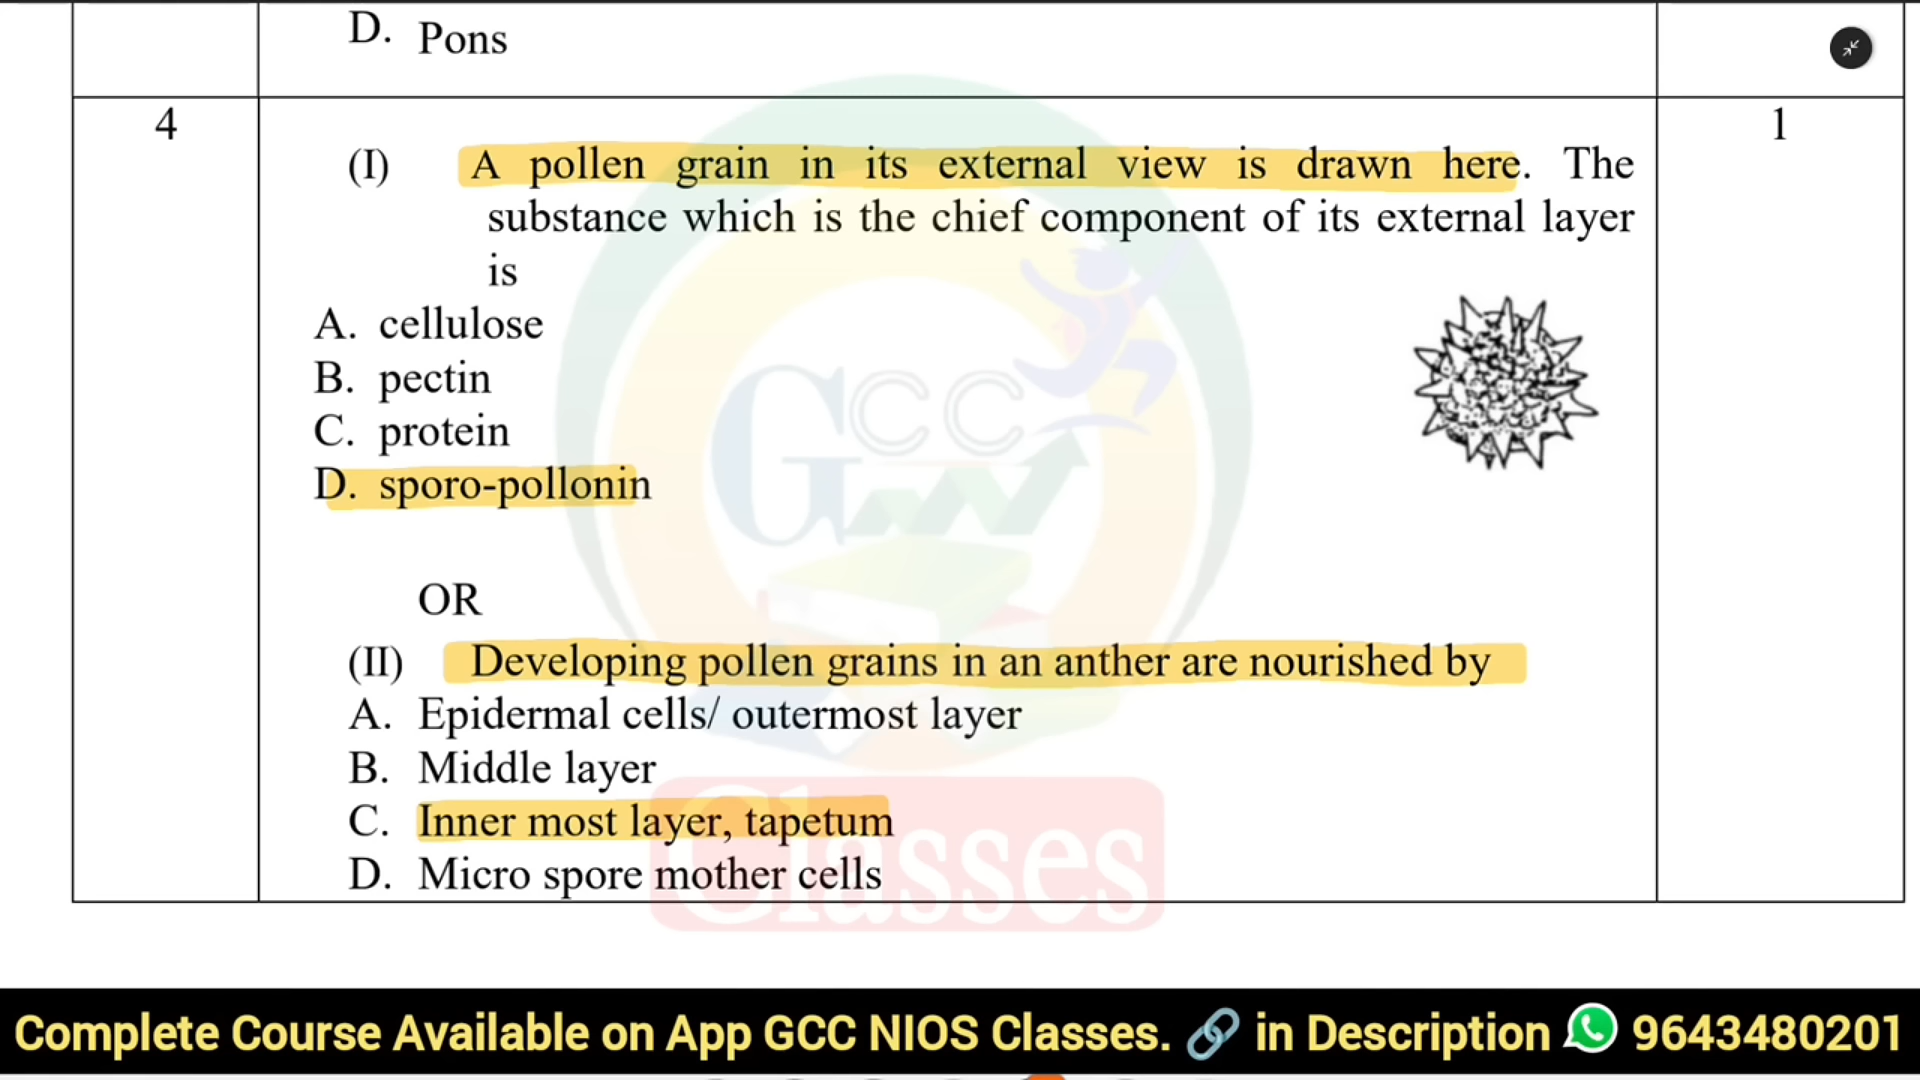 D. Pons
4
1
(I) A pollen grain in its external view is drawn here. The
substance which is the chief component of its external layer
is
A. cellulose
B. pectin
C. protein
D. sporo-pollonin
GCC
OR
(II) Developing pollen grains in an anther are nourished by
A. Epidermal cells/ outermost layer
B. Middle layer
C. Inner most layer, tapetum
D. Micro spore mother cells
Classes
Complete Course Available on App GCC NIOS Classes. 🔗 in Description 9643480201